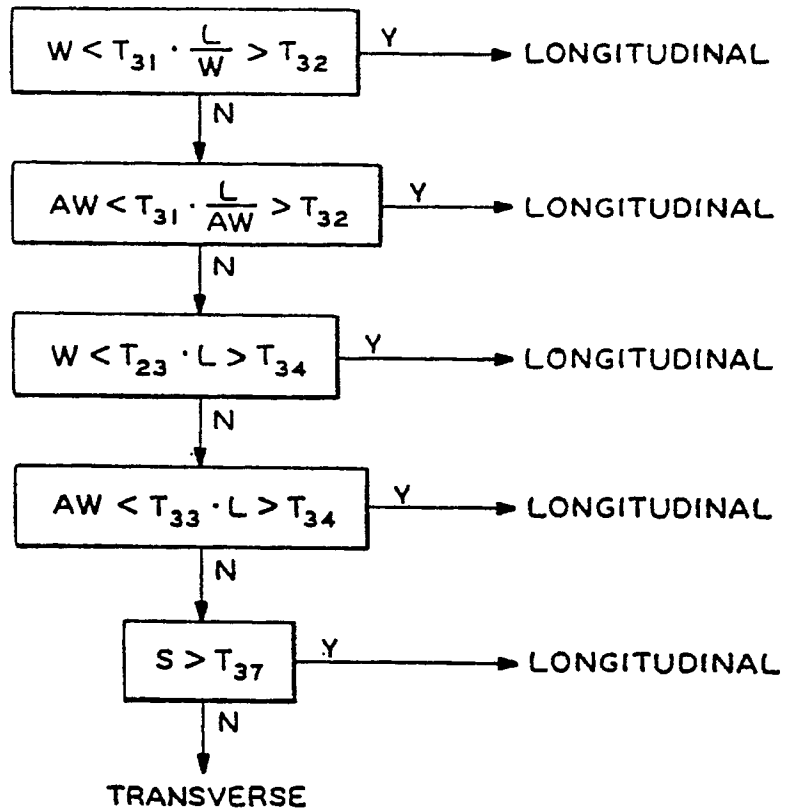 W < T₃₁ · L/W > T₃₂ Y LONGITUDINAL
N
AW < T₃₁ · L/AW > T₃₂ Y LONGITUDINAL
N
W < T₂₃ · L > T₃₄ Y LONGITUDINAL
N
AW < T₃₃ · L > T₃₄ Y LONGITUDINAL
N
S > T₃₇ Y LONGITUDINAL
N
TRANSVERSE